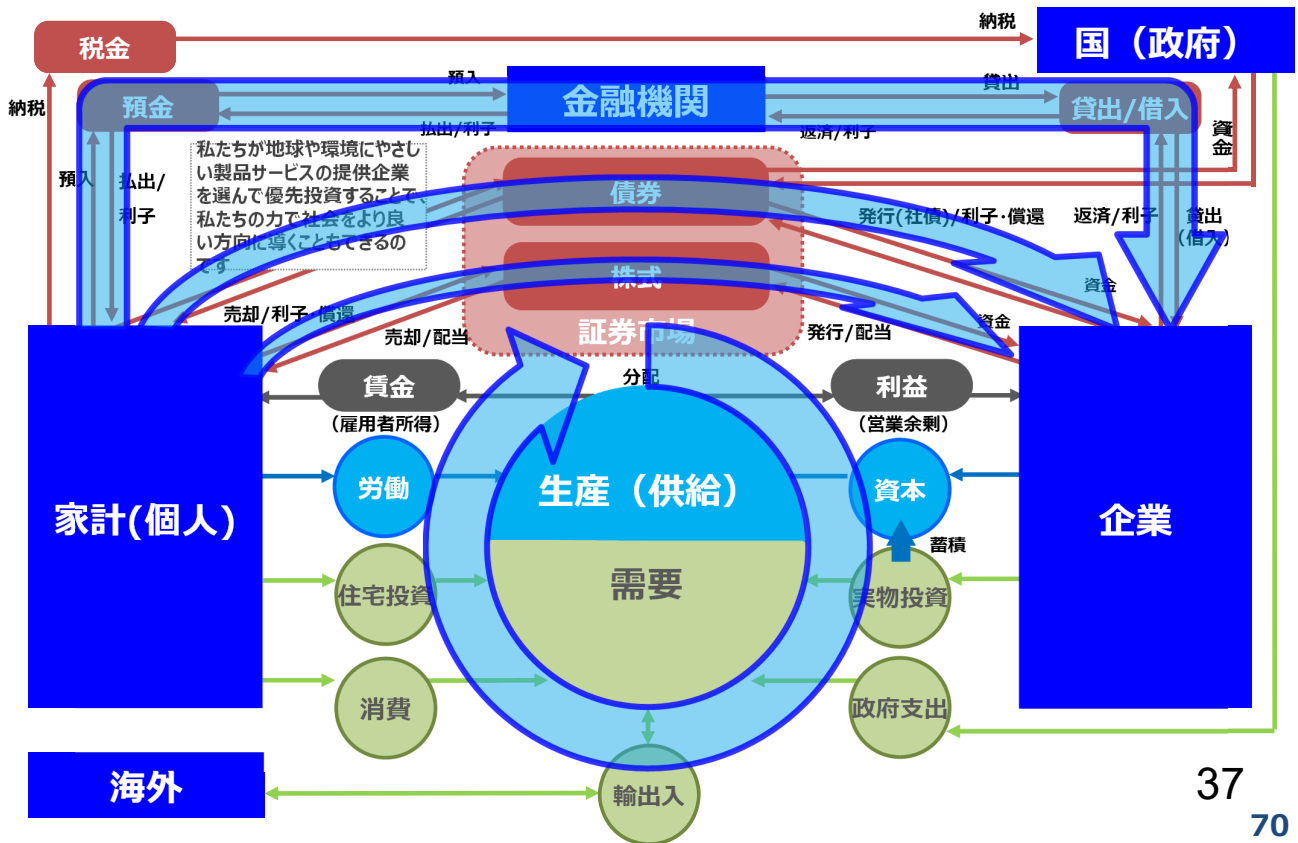 納税
税金
国（政府）
預入
貸出
納税
預金
金融機関
貸出/借入
払出/利子
返済/利子
資金
私たちが地球や環境にやさし
い製品サービスの提供企業
を選んで優先投資することで、
私たちの力で社会をより良
い方向に導くこともできるの
です
預入
払出/
利子
債券
発行(社債)/利子・償還
返済/利子
貸出
(借入)
株式
資金
売却/利子・償還
資金
売却/配当
証券市場
発行/配当
賃金
分配
利益
(雇用者所得)
(営業余剰)
労働
生産（供給）
資本
家計(個人)
企業
蓄積
住宅投資
需要
実物投資
消費
政府支出
海外
輸出入
37
70